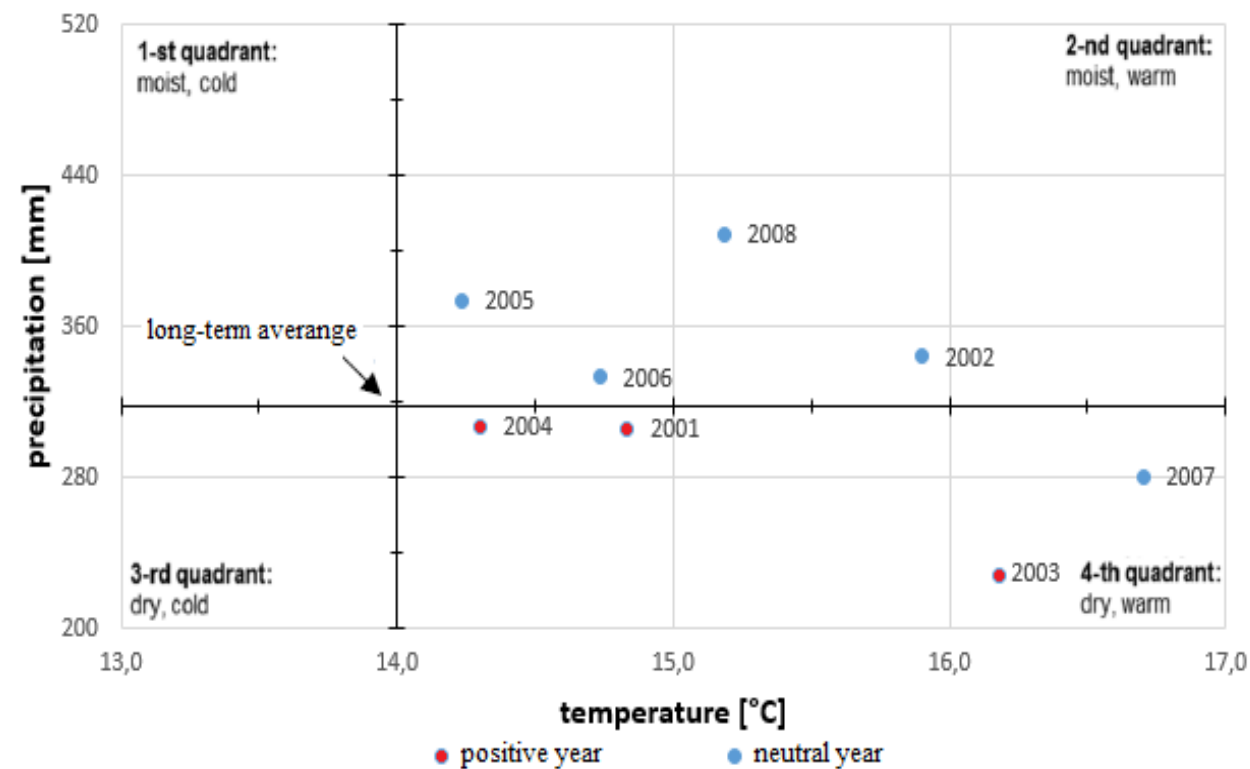 520
1-st quadrant:
moist, cold
2-nd quadrant:
moist, warm
440
precipitation [mm]
2008
2005
360
long-term averange
2002
2006
2004
2001
280
2007
3-rd quadrant:
dry, cold
2003
4-th quadrant:
dry, warm
200
13,0 14,0 15,0 16,0 17,0
temperature [°C]
positive year neutral year